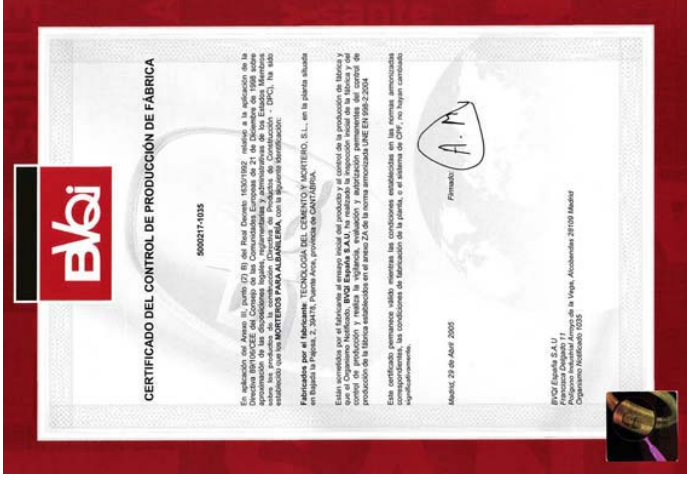 BVQi
CERTIFICADO DEL CONTROL DE PRODUCCIÓN DE FÁBRICA
5000217-1035
En aplicación del Anexo III, punto (2) B) del Real Decreto 1630/1992 relativo a la aplicación de la
Directiva 89/106/CEE del Consejo de las Comunidades Europeas de 21 de Diciembre de 1998 sobre
aproximación de las disposiciones legales, reglamentarias y administrativas de los Estados Miembros
sobre los productos de la construcción (Directiva de Productos de Construcción - DPC), ha sido
establecido que los MORTEROS PARA ALBAÑILERÍA, con la siguiente identificación:
Fabricados por el fabricante: TECNOLOGÍA DEL CEMENTO Y MORTERO, S.L., en la planta situada
en Bajada la Pajosa, 2, 39478, Puente Arce, provincia de CANTABRIA.
Están sometidos por el fabricante al ensayo inicial del producto y al control de la producción de fábrica y
que el Organismo Notificado, BVQI España S.A.U, ha realizado la inspección inicial de la fábrica y del
control de producción y realiza la vigilancia, evaluación y autorización permanentes del control de
producción de la fábrica establecidos en el anexo ZA de la norma armonizada UNE EN 998-2:2004
Este certificado permanece válido mientras las condiciones establecidas en las normas armonizadas
correspondientes, las condiciones de fabricación de la planta, o el sistema de CPF, no hayan cambiado
significativamente.
Madrid, 29 de Abril 2005
Firmado: A. M.
BVQI España S.A.U
Francisca Delgado 11
Polígono Industrial Arroyo de la Vega, Alcobendas 28109 Madrid
Organismo Notificado 1035